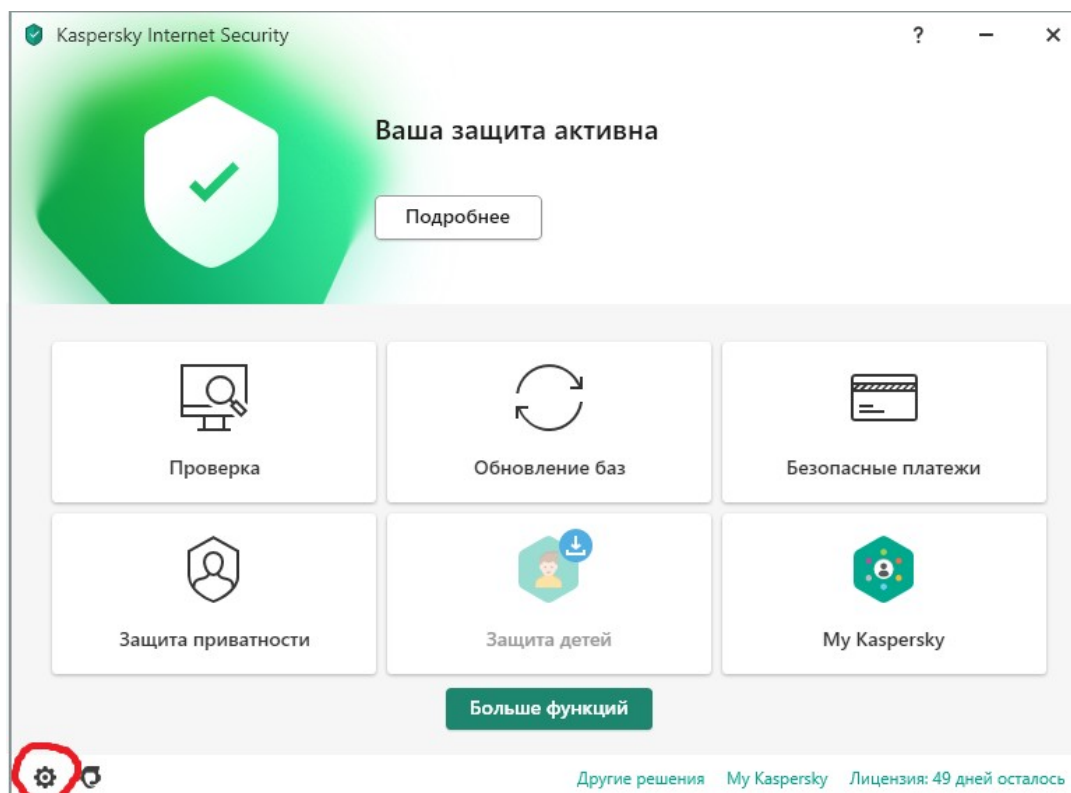 Kaspersky Internet Security
?
Ваша защита активна
Подробнее
Проверка
Обновление баз
Безопасные платежи
Защита приватности
Защита детей
My Kaspersky
Больше функций
Другие решения My Kaspersky Лицензия: 49 дней осталось